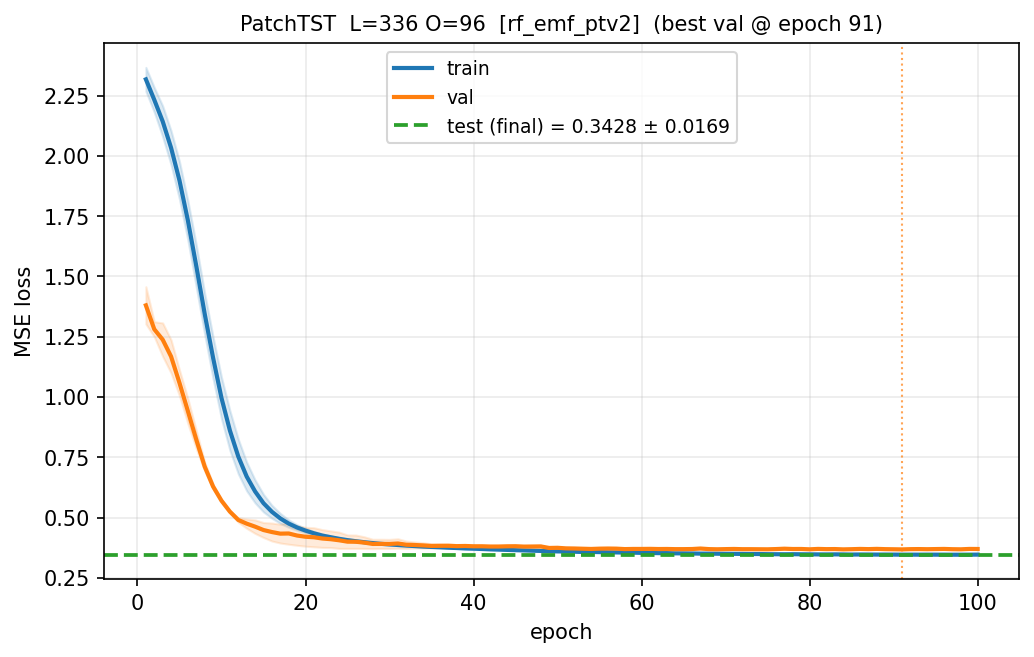 PatchTST L=336 O=96 [rf_emf_ptv2] (best val @ epoch 91)
train
val
test (final) = 0.3428 ± 0.0169
MSE loss
2.25
2.00
1.75
1.50
1.25
1.00
0.75
0.50
0.25
0 20 40 60 80 100
epoch